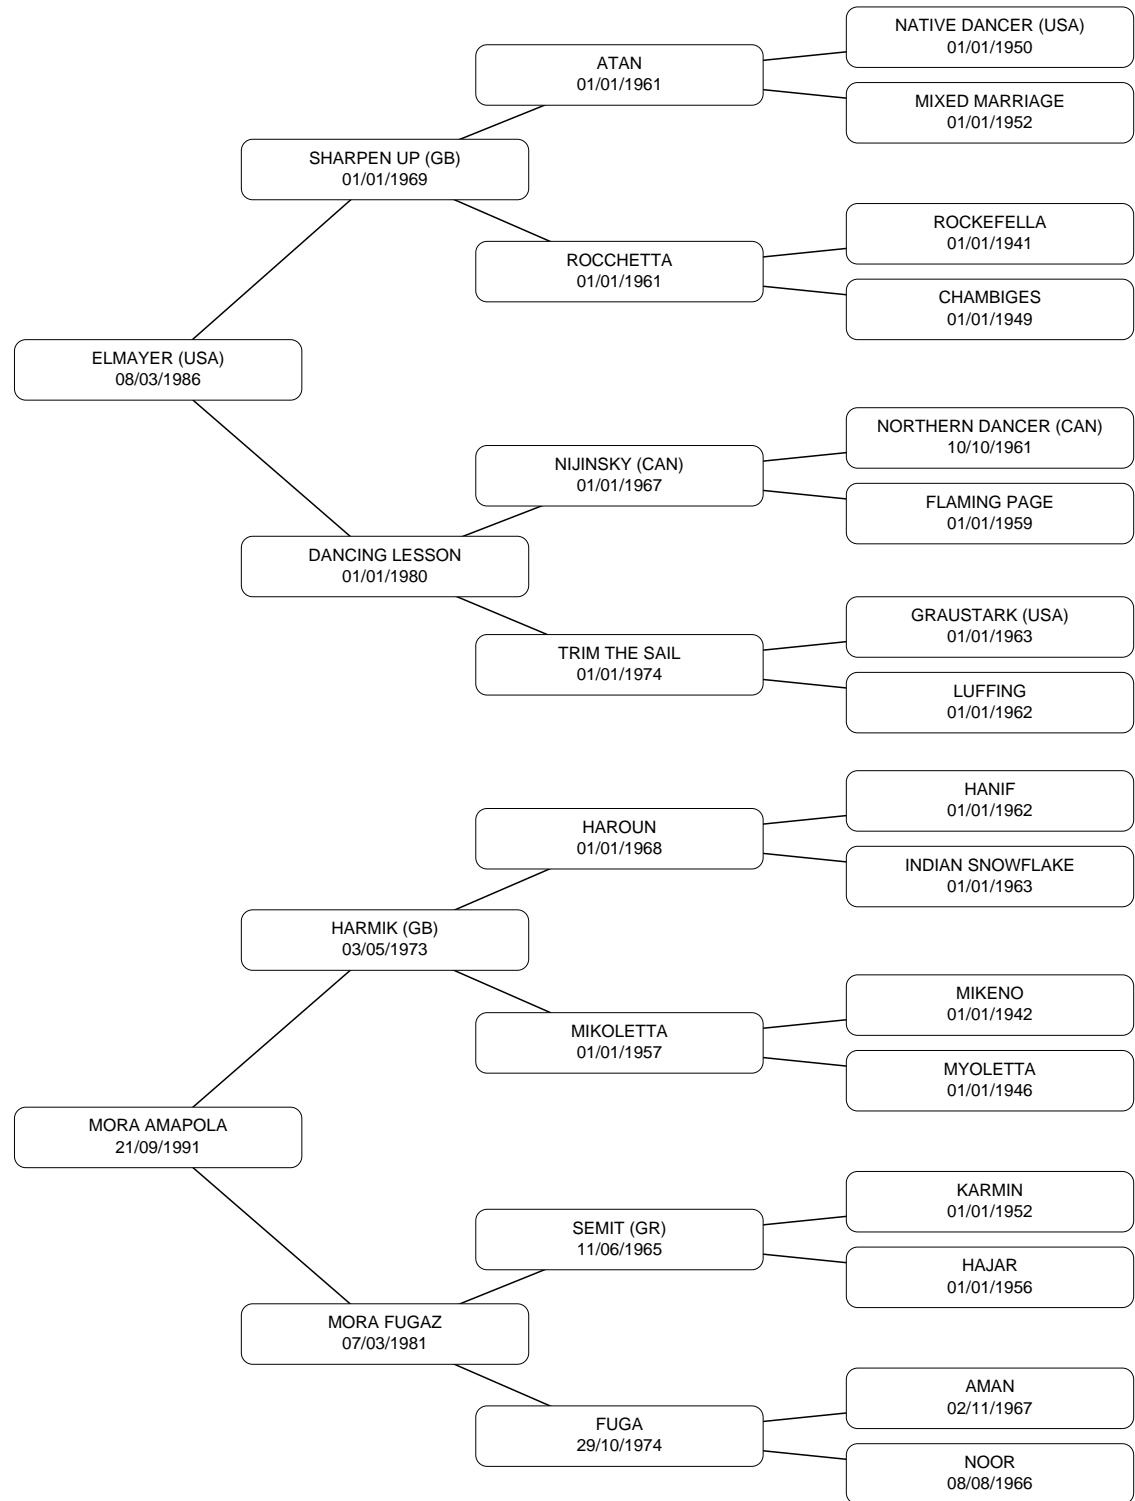 NATIVE DANCER (USA)
01/01/1950
ATAN
01/01/1961
MIXED MARRIAGE
01/01/1952
SHARPEN UP (GB)
01/01/1969
ROCKEFELLA
01/01/1941
ROCCHETTA
01/01/1961
CHAMBIGES
01/01/1949
ELMAYER (USA)
08/03/1986
NORTHERN DANCER (CAN)
10/10/1961
NIJINSKY (CAN)
01/01/1967
FLAMING PAGE
01/01/1959
DANCING LESSON
01/01/1980
GRAUSTARK (USA)
01/01/1963
TRIM THE SAIL
01/01/1974
LUFFING
01/01/1962
HANIF
01/01/1962
HAROUN
01/01/1968
INDIAN SNOWFLAKE
01/01/1963
HARMIK (GB)
03/05/1973
MIKENO
01/01/1942
MIKOLETTA
01/01/1957
MYOLETTA
01/01/1946
MORA AMAPOLA
21/09/1991
KARMIN
01/01/1952
SEMIT (GR)
11/06/1965
HAJAR
01/01/1956
MORA FUGAZ
07/03/1981
AMAN
02/11/1967
FUGA
29/10/1974
NOOR
08/08/1966